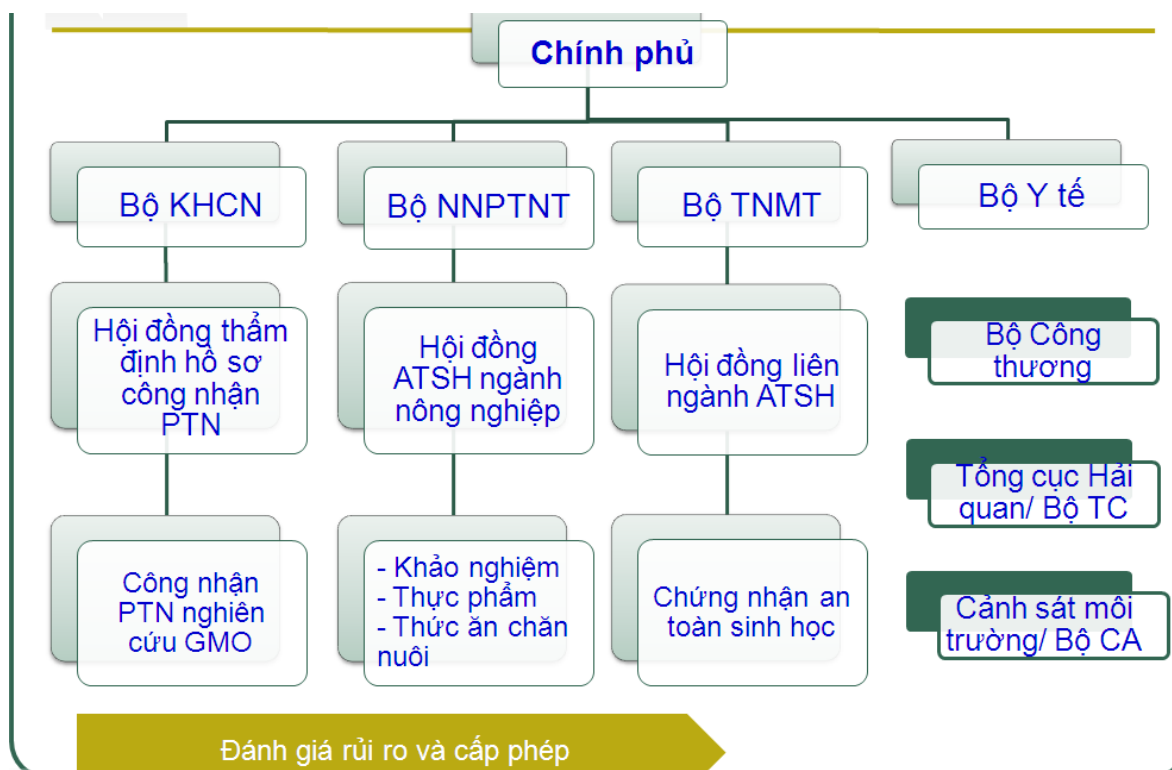 Chính phủ
Bộ KHCN
Bộ NNPTNT
Bộ TNMT
Bộ Y tế
Hội đồng thẩm
định hồ sơ
công nhận
PTN
Hội đồng
ATSH ngành
nông nghiệp
Hội đồng liên
ngành ATSH
Bộ Công
thương
Tổng cục Hải
quan/ Bộ TC
Công nhận
PTN nghiên
cứu GMO
- Khảo nghiệm
- Thực phẩm
- Thức ăn chăn
nuôi
Chứng nhận an
toàn sinh học
Cảnh sát môi
trường/ Bộ CA
Đánh giá rủi ro và cấp phép